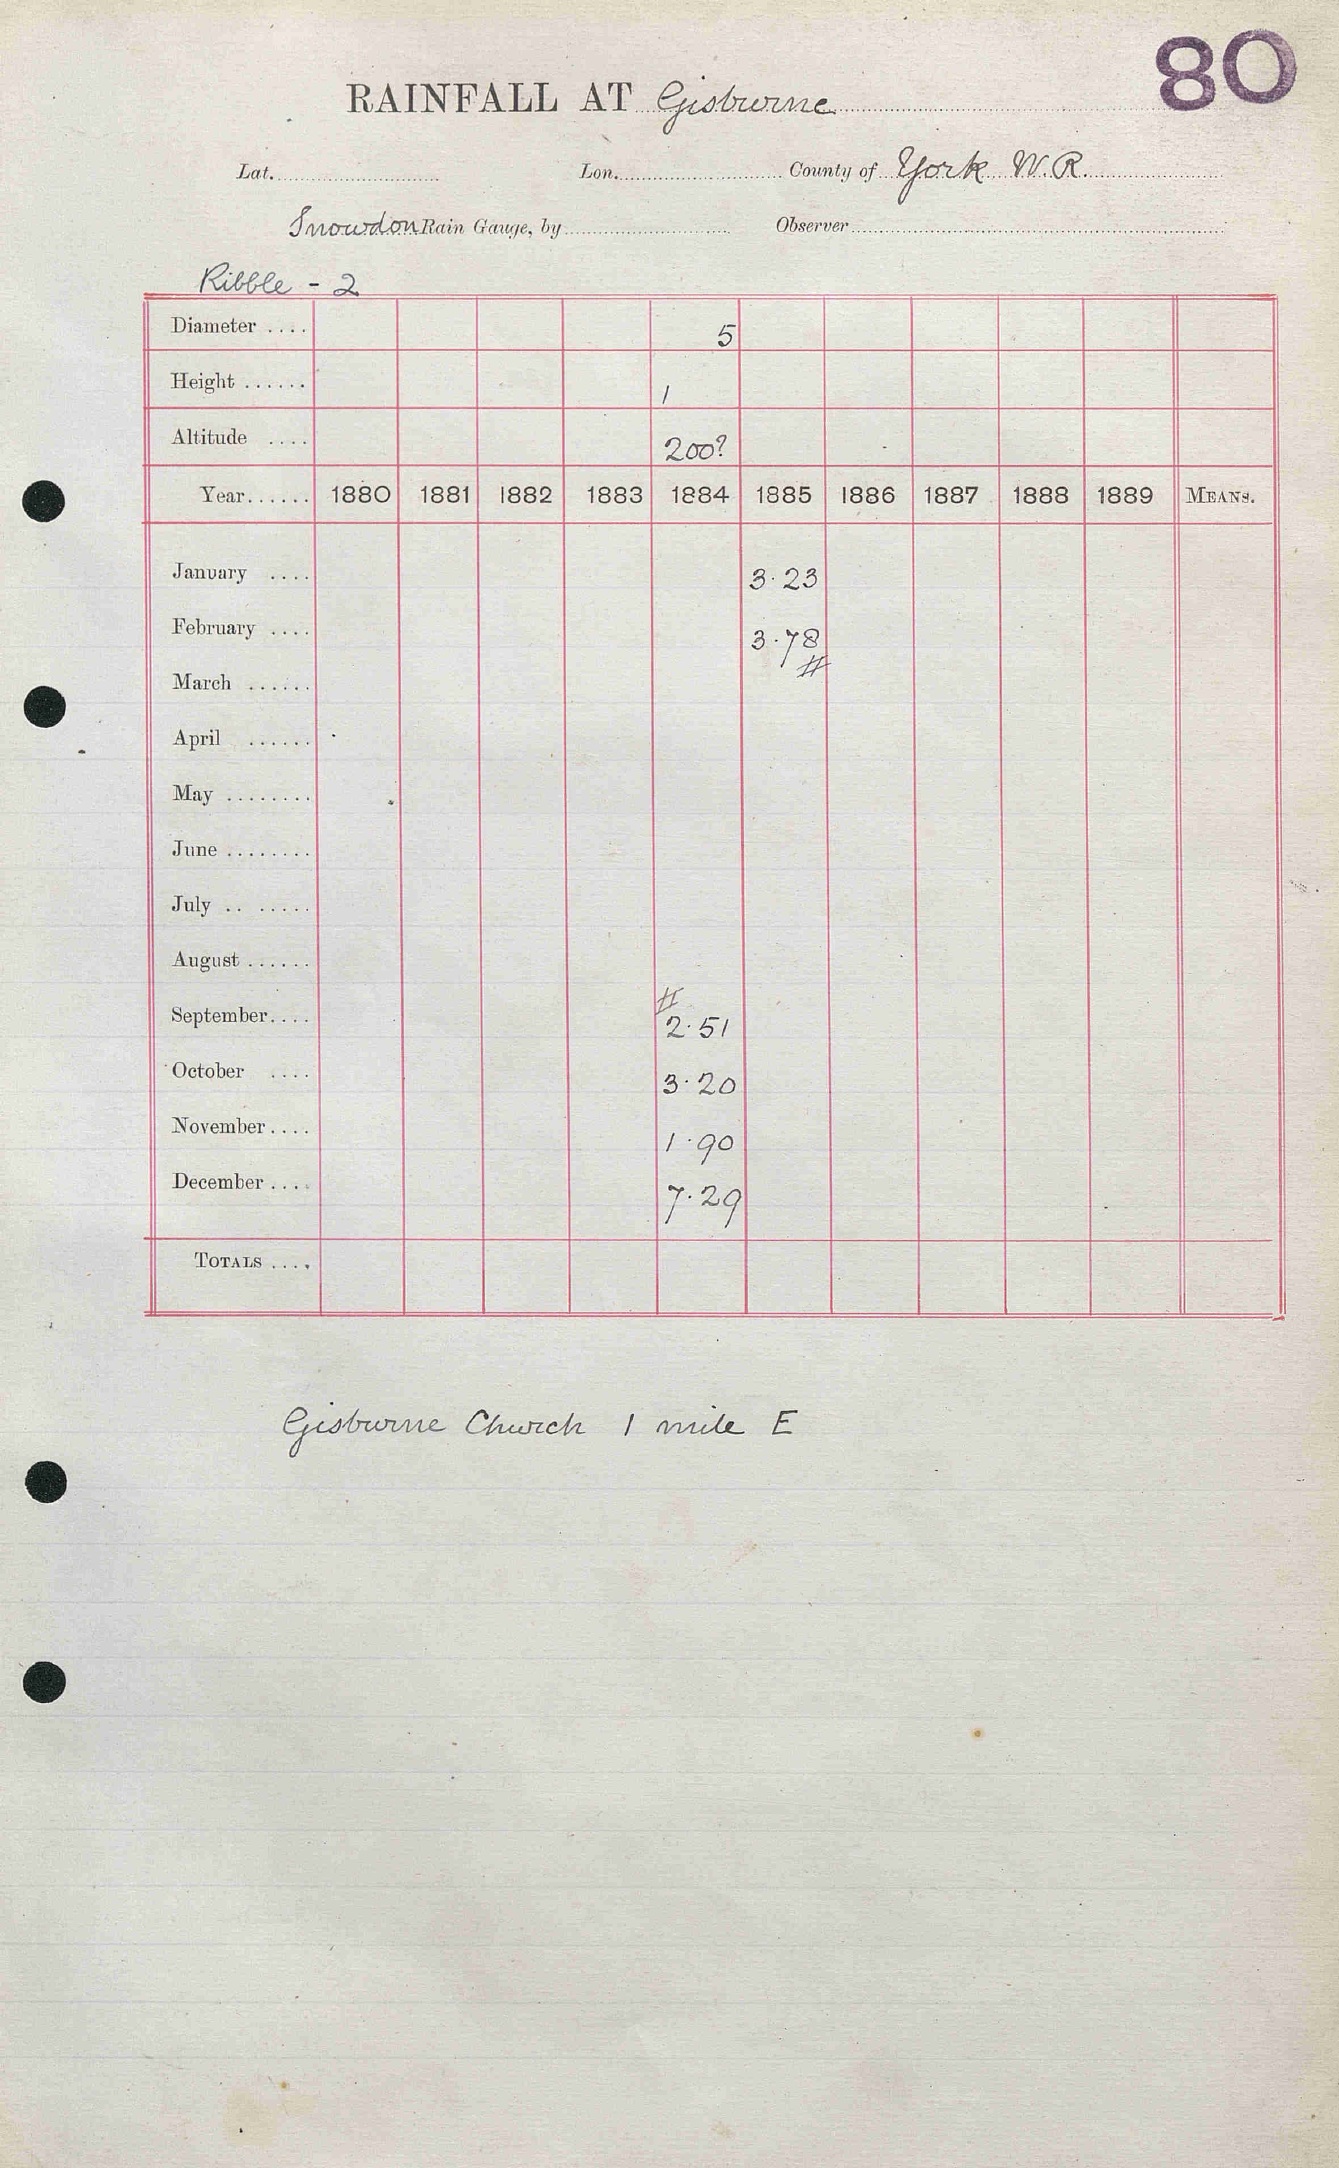 80
RAINFALL AT Gisburne
Lat. Lon. County of York W.R.
Snowdon Rain Gauge, by Observer
Ribble - 2
Diameter .... 5
Height ...... 1
Altitude .... 200?
Year...... 1880 1881 1882 1883 1884 1885 1886 1887 1888 1889 MEANS.
January .... 3.23
February .... 3.78
#
March ......
April ......
May ........
June ........
July .. .....
August ......
#
September.... 2.51
October .... 3.20
November.... 1.90
December.... 7.29
TOTALS ....
Gisburne Church 1 mile E